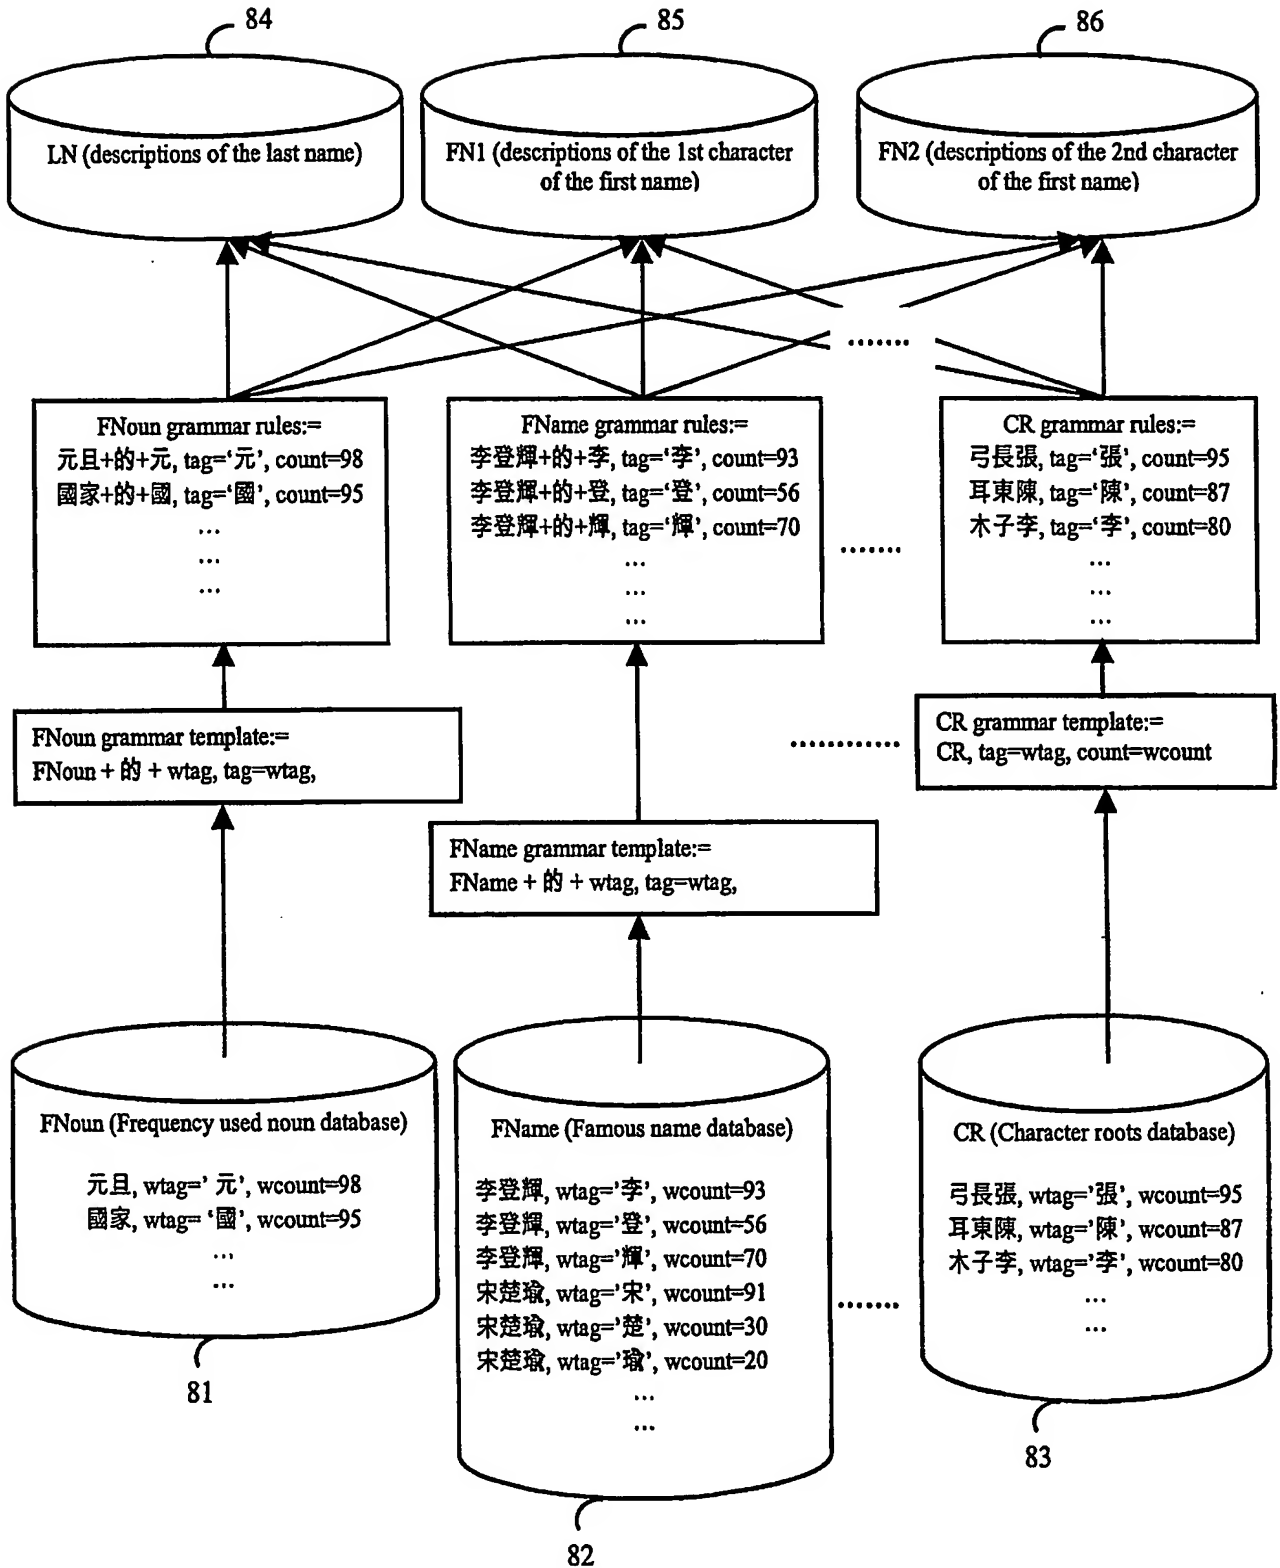 84
85
86
LN (descriptions of the last name)
FN1 (descriptions of the 1st character
of the first name)
FN2 (descriptions of the 2nd character
of the first name)
.......
FNoun grammar rules:=
元旦+的+元, tag=‘元’, count=98
國家+的+國, tag=‘國’, count=95
...
...
...
FName grammar rules:=
李登輝+的+李, tag=‘李’, count=93
李登輝+的+登, tag=‘登’, count=56
李登輝+的+輝, tag=‘輝’, count=70
...
...
...
.......
CR grammar rules:=
弓長張, tag=‘張’, count=95
耳東陳, tag=‘陳’, count=87
木子李, tag=‘李’, count=80
...
...
...
FNoun grammar template:=
FNoun + 的 + wtag, tag=wtag,
............
CR grammar template:=
CR, tag=wtag, count=wcount
FName grammar template:=
FName + 的 + wtag, tag=wtag,
FNoun (Frequency used noun database)
元旦, wtag=’ 元’, wcount=98
國家, wtag= ‘國’, wcount=95
...
...
81
FName (Famous name database)
李登輝, wtag=’李’, wcount=93
李登輝, wtag=’登’, wcount=56
李登輝, wtag=’輝’, wcount=70
宋楚瑜, wtag=’宋’, wcount=91
宋楚瑜, wtag=’楚’, wcount=30
宋楚瑜, wtag=’瑜’, wcount=20
...
...
82
.......
CR (Character roots database)
弓長張, wtag=’張’, wcount=95
耳東陳, wtag=’陳’, wcount=87
木子李, wtag=’李’, wcount=80
...
...
83